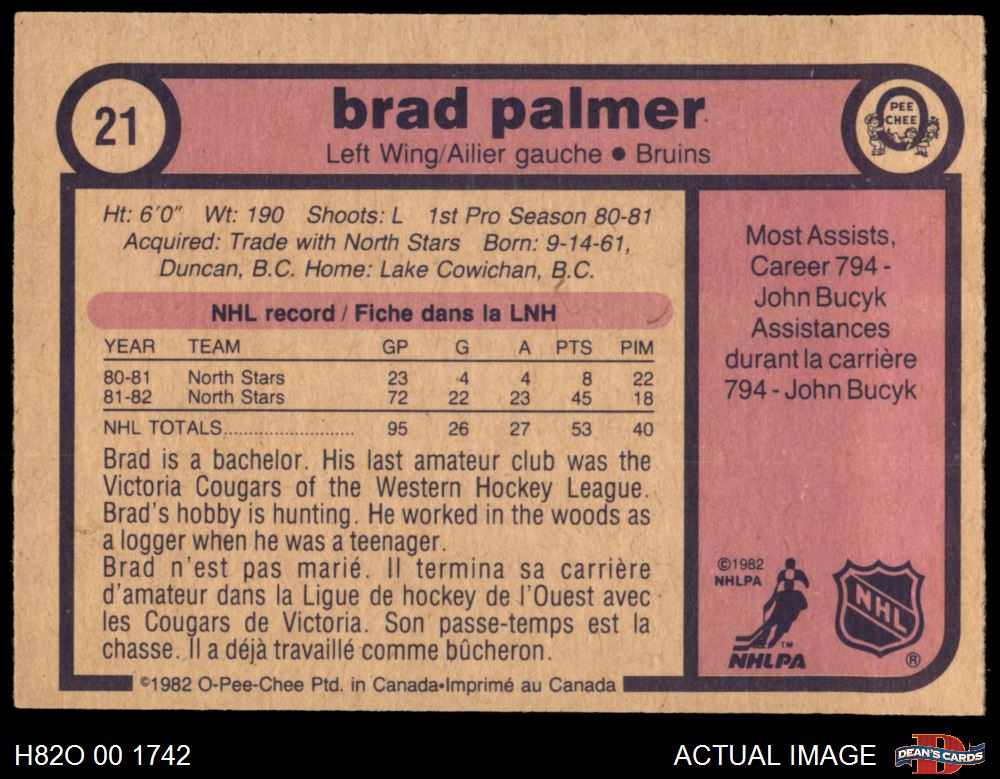 21
brad palmer
Left Wing/Ailier gauche ● Bruins
PEE
CHEE
Ht: 6'0" Wt: 190 Shoots: L 1st Pro Season 80-81
Acquired: Trade with North Stars Born: 9-14-61,
Duncan, B.C. Home: Lake Cowichan, B.C.
NHL record / Fiche dans la LNH
YEAR TEAM GP G A PTS PIM
80-81 North Stars 23 4 4 8 22
81-82 North Stars 72 22 23 45 18
NHL TOTALS........................ 95 26 27 53 40
Brad is a bachelor. His last amateur club was the
Victoria Cougars of the Western Hockey League.
Brad's hobby is hunting. He worked in the woods as
a logger when he was a teenager.
Brad n'est pas marié. Il termina sa carrière
d'amateur dans la Ligue de hockey de l'Ouest avec
les Cougars de Victoria. Son passe-temps est la
chasse. Il a déjà travaillé comme bûcheron.
©1982 O-Pee-Chee Ptd. in Canada•Imprimé au Canada
Most Assists,
Career 794 -
John Bucyk
Assistances
durant la carrière
794 - John Bucyk
©1982
NHLPA
TM
NHLPA
NHL
®
H82O 00 1742
ACTUAL IMAGE
D
DEAN'S CARDS